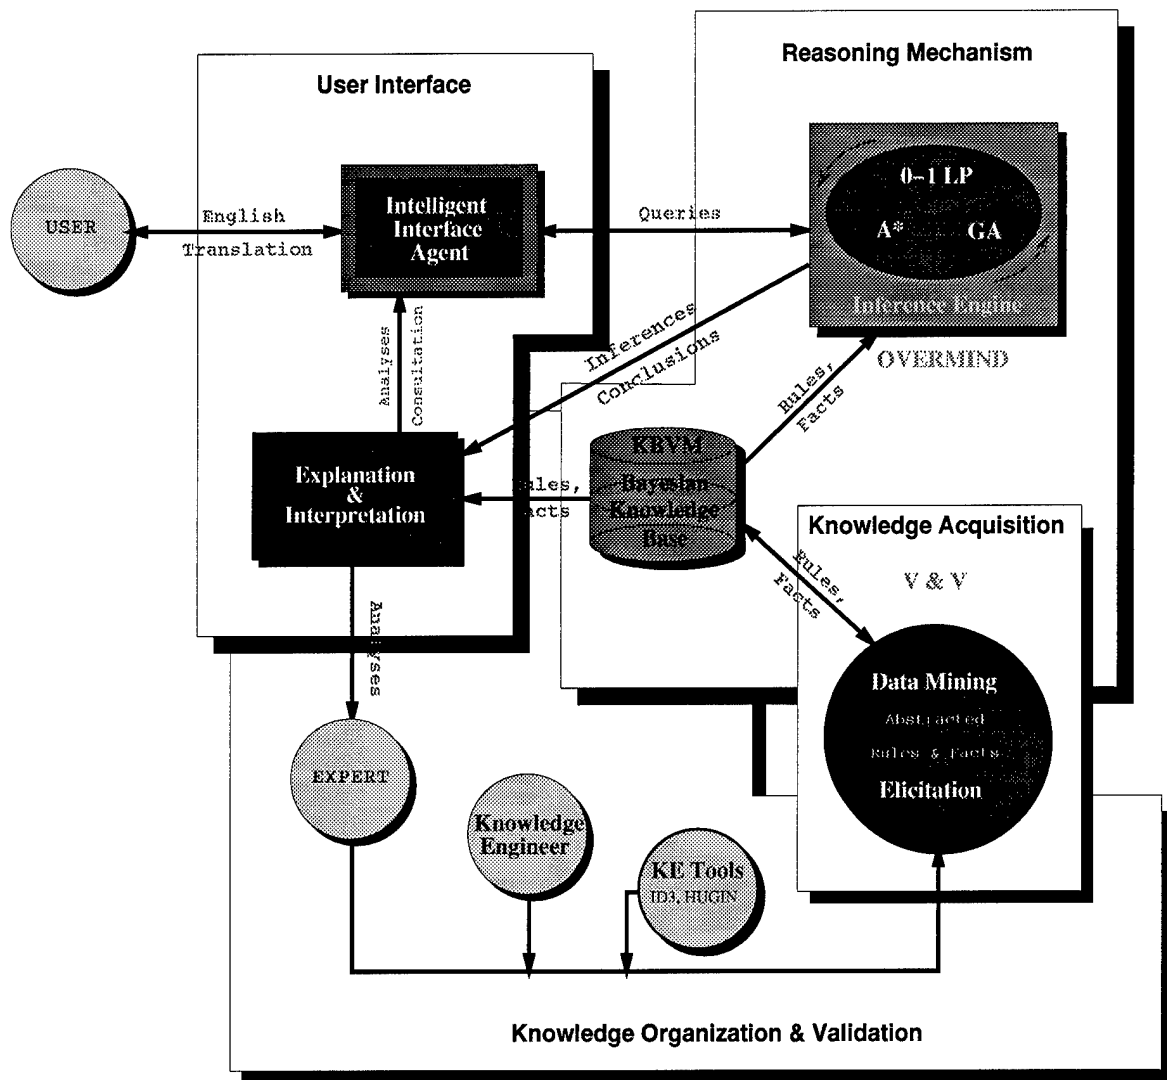 Reasoning Mechanism
User Interface
0-1 LP
A*
GA
Inference Engine
OVERMIND
USER
English
Translation
Intelligent
Interface
Agent
Queries
Analyses
Consultation
Inferences
Conclusions
Rules,
Facts
KBVM
Bayesian
Knowledge
Base
Rules,
Facts
Explanation
&
Interpretation
Knowledge Acquisition
V & V
Rules,
Facts
Data Mining
Abstracted
Rules & Facts
Elicitation
Analyses
EXPERT
Knowledge
Engineer
KE Tools
ID3, HUGIN
Knowledge Organization & Validation